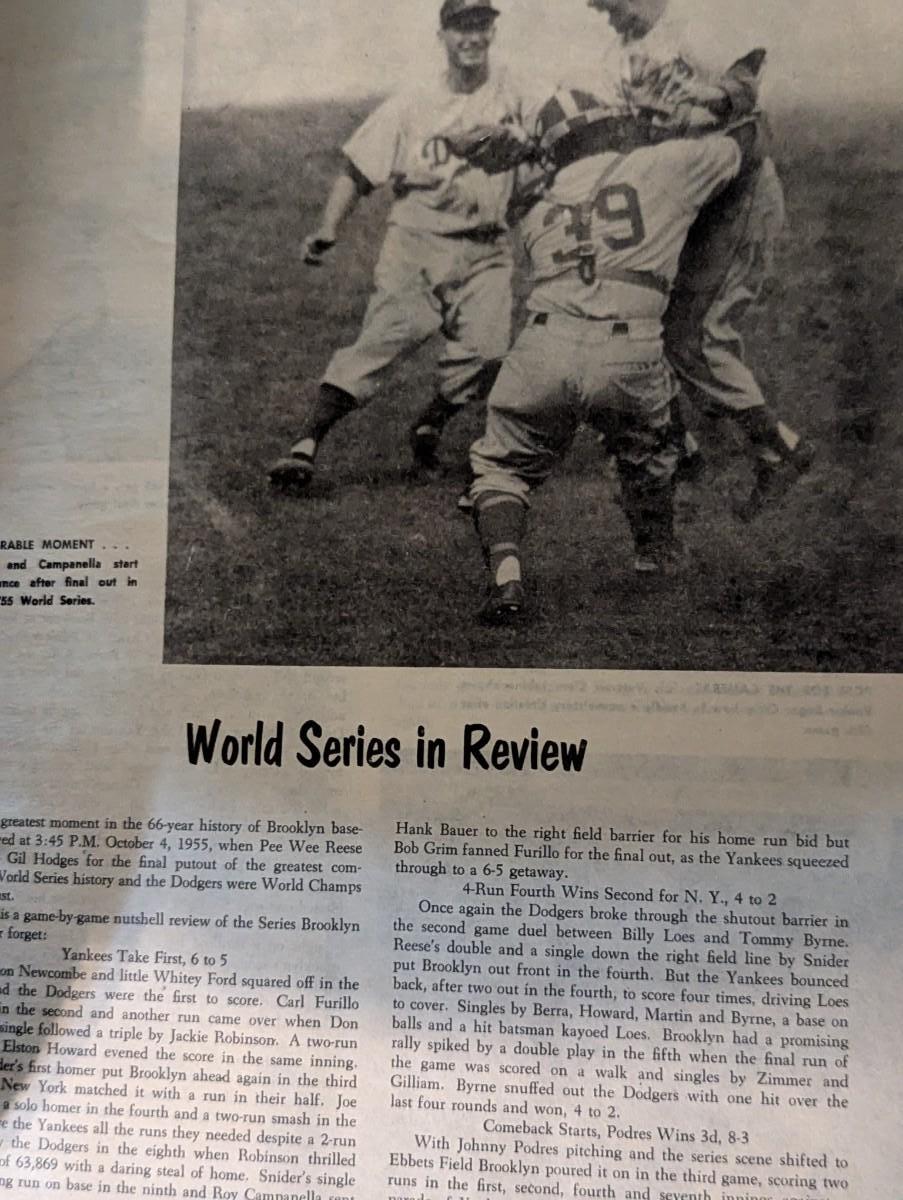 D
39
RABLE MOMENT . . .
and Campanella start
nce after final out in
'55 World Series.
World Series in Review
greatest moment in the 66-year history of Brooklyn base-
ed at 3:45 P.M. October 4, 1955, when Pee Wee Reese
Gil Hodges for the final putout of the greatest com-
World Series history and the Dodgers were World Champs
st.
is a game-by-game nutshell review of the Series Brooklyn
r forget:
Yankees Take First, 6 to 5
on Newcombe and little Whitey Ford squared off in the
d the Dodgers were the first to score. Carl Furillo
in the second and another run came over when Don
single followed a triple by Jackie Robinson. A two-run
Elston Howard evened the score in the same inning.
der's first homer put Brooklyn ahead again in the third
New York matched it with a run in their half. Joe
a solo homer in the fourth and a two-run smash in the
e the Yankees all the runs they needed despite a 2-run
y the Dodgers in the eighth when Robinson thrilled
of 63,869 with a daring steal of home. Snider's single
ng run on base in the ninth and Roy Campanella sent
Hank Bauer to the right field barrier for his home run bid but
Bob Grim fanned Furillo for the final out, as the Yankees squeezed
through to a 6-5 getaway.
4-Run Fourth Wins Second for N. Y., 4 to 2
Once again the Dodgers broke through the shutout barrier in
the second game duel between Billy Loes and Tommy Byrne.
Reese's double and a single down the right field line by Snider
put Brooklyn out front in the fourth. But the Yankees bounced
back, after two out in the fourth, to score four times, driving Loes
to cover. Singles by Berra, Howard, Martin and Byrne, a base on
balls and a hit batsman kayoed Loes. Brooklyn had a promising
rally spiked by a double play in the fifth when the final run of
the game was scored on a walk and singles by Zimmer and
Gilliam. Byrne snuffed out the Dodgers with one hit over the
last four rounds and won, 4 to 2.
Comeback Starts, Podres Wins 3d, 8-3
With Johnny Podres pitching and the series scene shifted to
Ebbets Field Brooklyn poured it on in the third game, scoring two
runs in the first, second, fourth and seventh innings